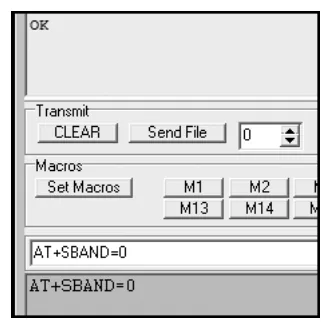 OK
Transmit
CLEAR Send File 0
Macros
Set Macros M1 M2
M13 M14
AT+SBAND=0
AT+SBAND=0